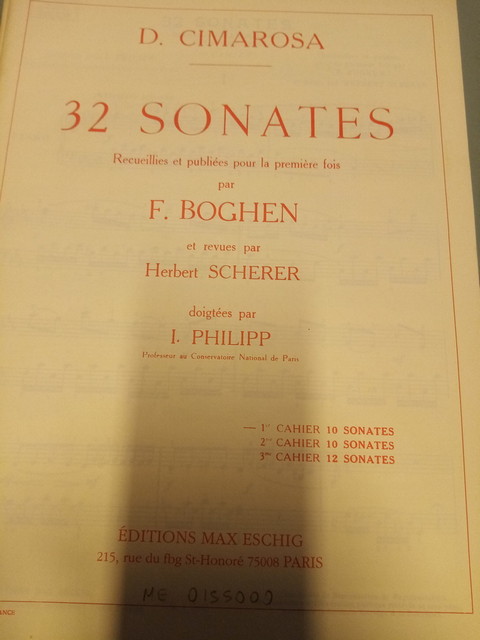 D. CIMAROSA
32 SONATES
Recueillies et publiées pour la première fois
par
F. BOGHEN
et revues par
Herbert SCHERER
doigtées par
I. PHILIPP
Professeur au Conservatoire National de Paris
— 1er CAHIER 10 SONATES
2me CAHIER 10 SONATES
3me CAHIER 12 SONATES
ÉDITIONS MAX ESCHIG
215, rue du fbg St-Honoré 75008 PARIS
ME 0155009